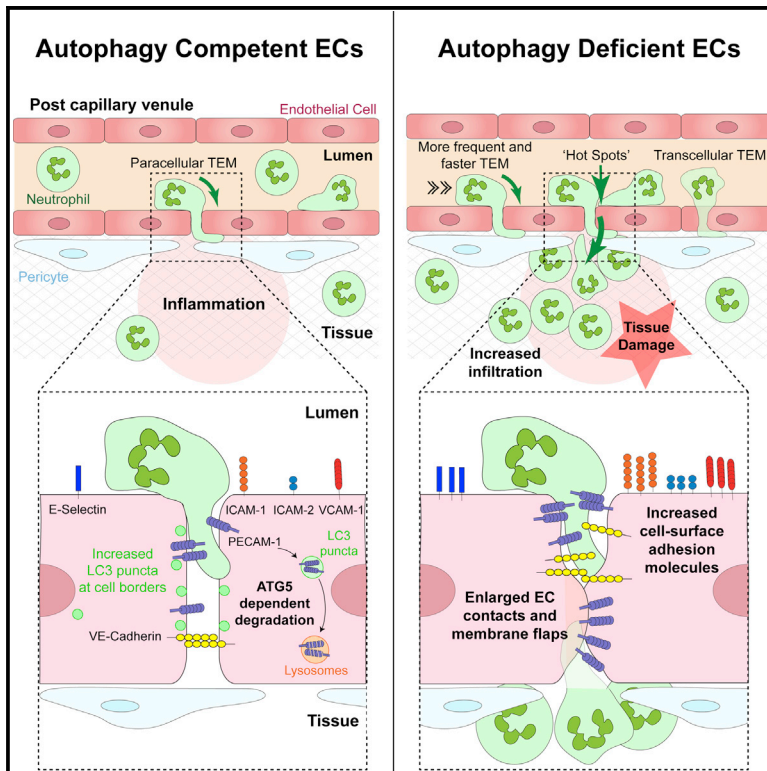 Autophagy Competent ECs
Post capillary venule
Endothelial Cell
Paracellular TEM
Lumen
Neutrophil
Pericyte
Inflammation
Tissue
Lumen
E-Selectin
ICAM-1
ICAM-2
VCAM-1
PECAM-1
LC3
puncta
Increased
LC3 puncta
at cell borders
ATG5
dependent
degradation
VE-Cadherin
Lysosomes
Tissue
Autophagy Deficient ECs
More frequent and
faster TEM
'Hot Spots'
Transcellular TEM
Increased
infiltration
Tissue
Damage
Increased
cell-surface
adhesion
molecules
Enlarged EC
contacts and
membrane flaps